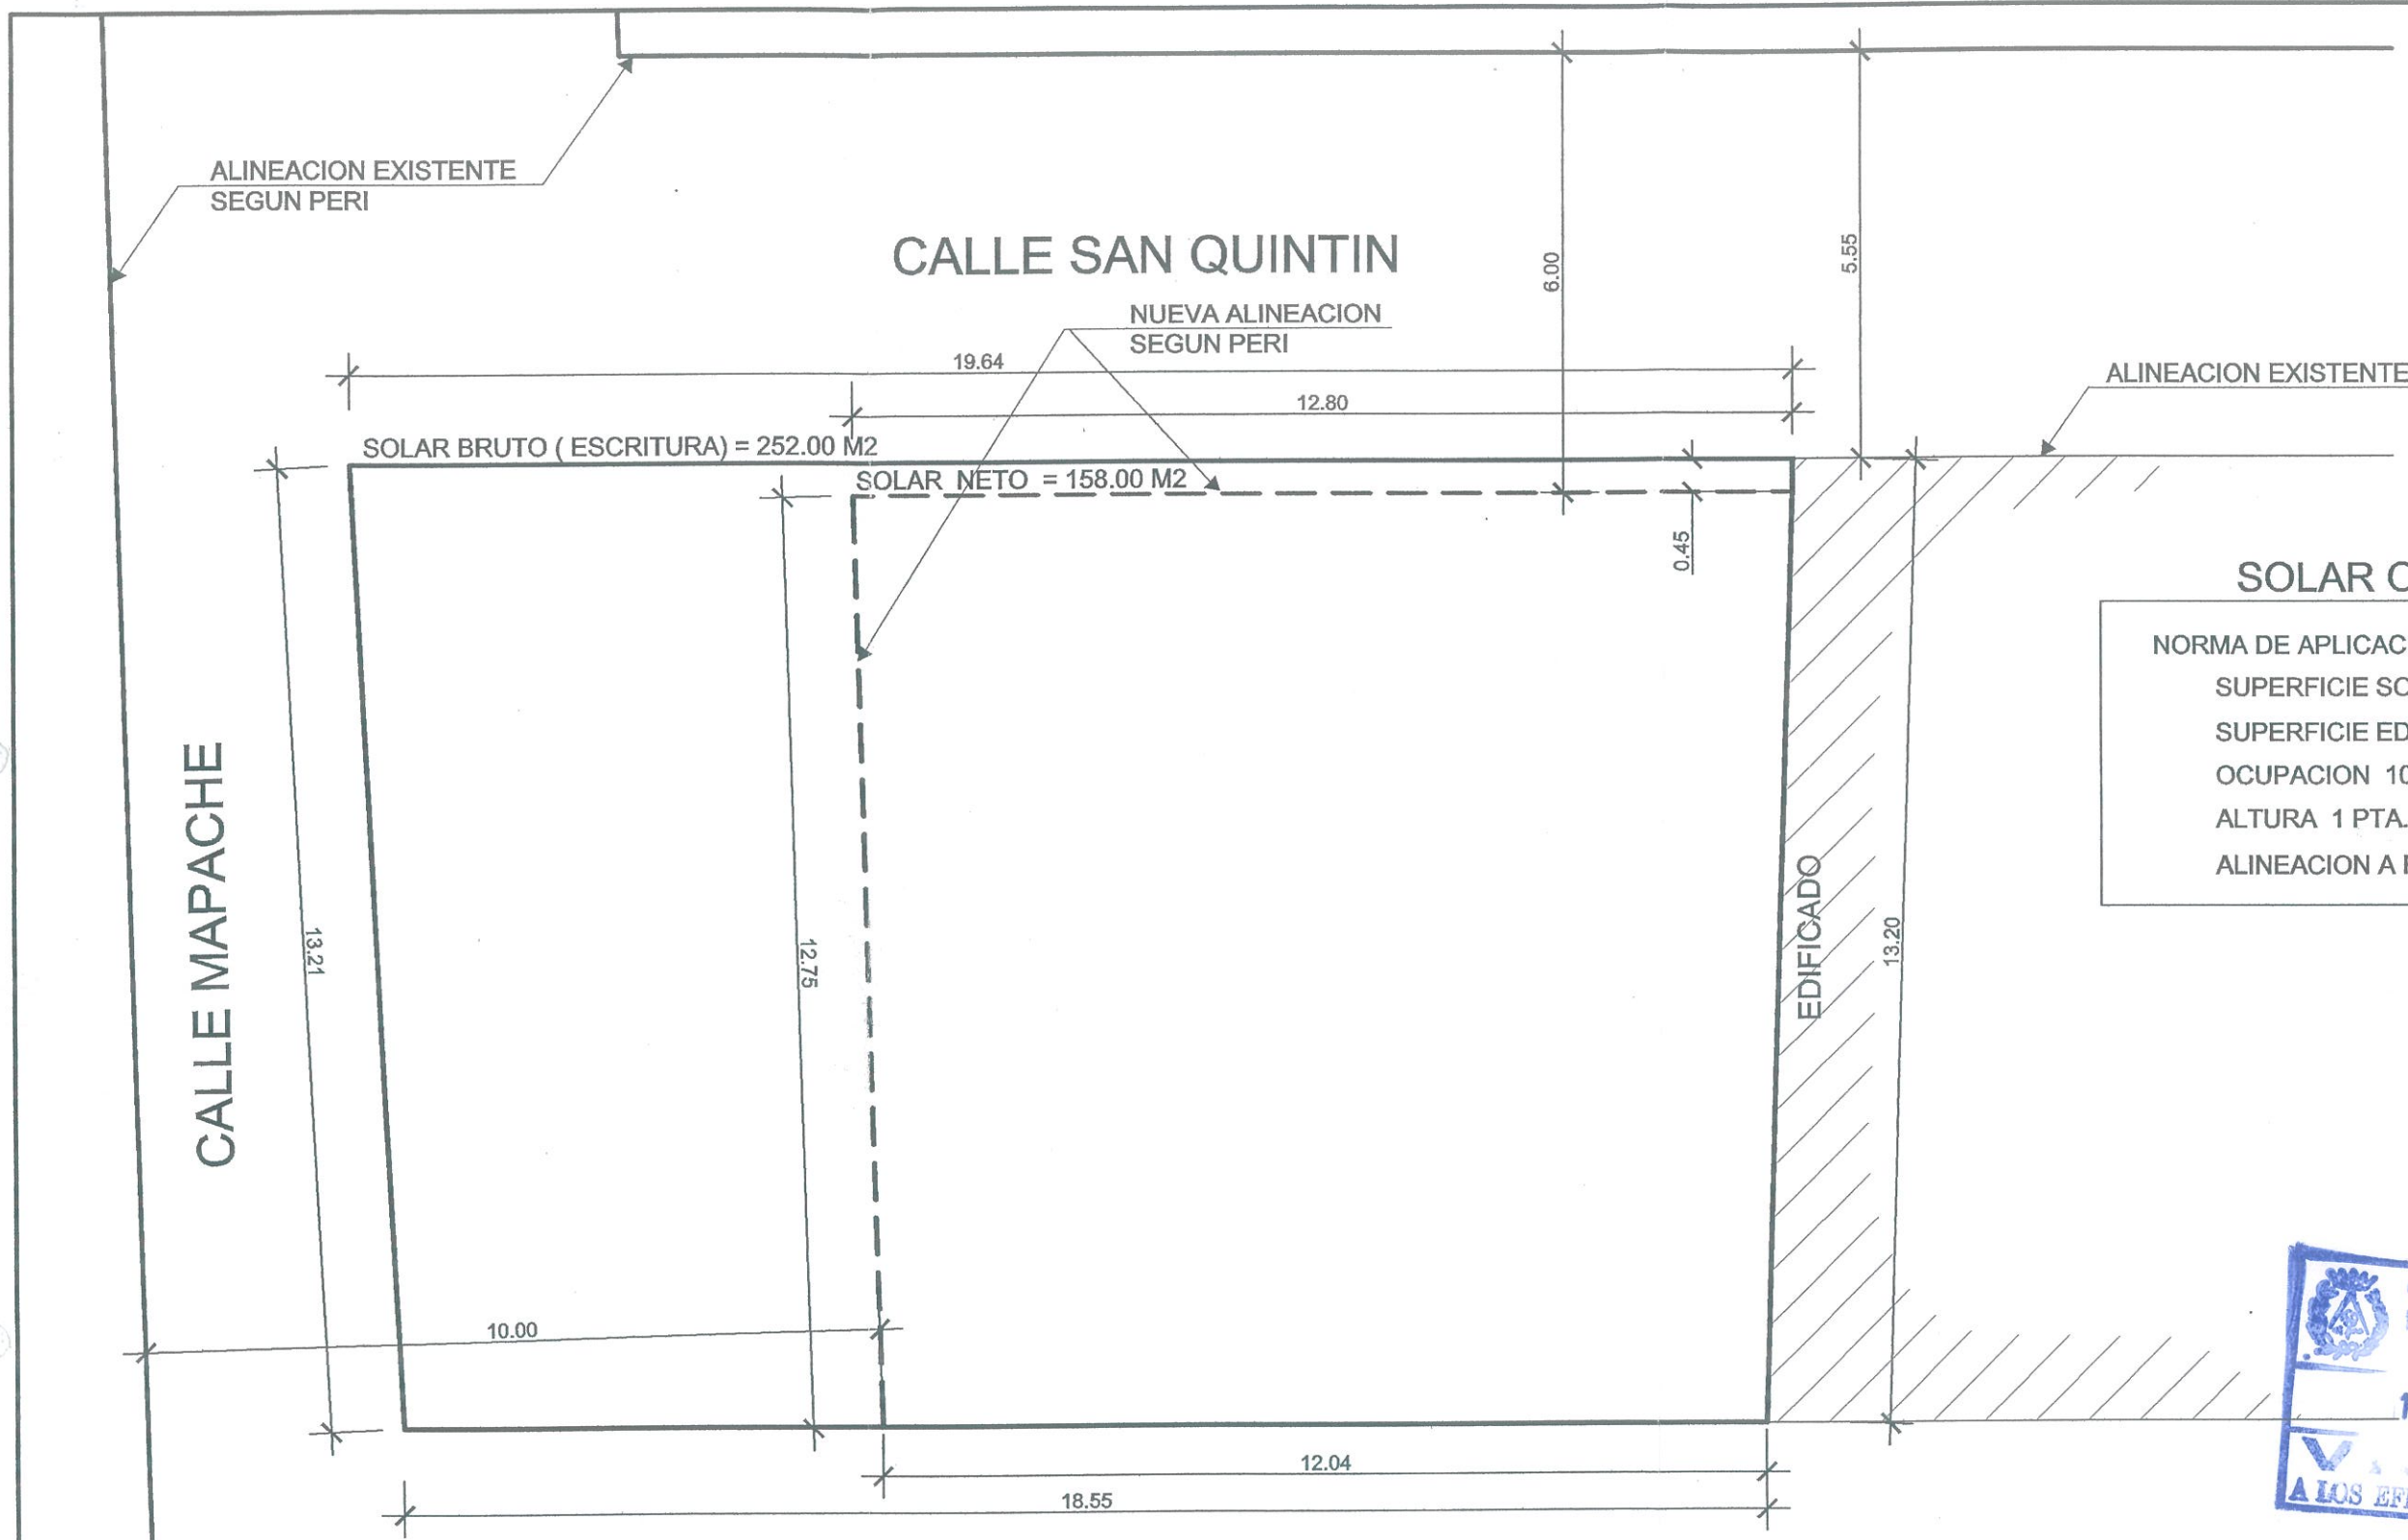 ALINEACION EXISTENTE
SEGUN PERI
CALLE SAN QUINTIN
NUEVA ALINEACION
SEGUN PERI
6.00
5.55
19.64
12.80
ALINEACION EXISTENTE
SOLAR BRUTO ( ESCRITURA) = 252.00 M2
SOLAR NETO = 158.00 M2
0.45
SOLAR
NORMA DE APLICAC
SUPERFICIE SO
SUPERFICIE ED
OCUPACION 10
ALTURA 1 PTA.
ALINEACION A
CALLE MAPACHE
13.21
12.75
EDIFICADO
13.20
10.00
12.04
18.55
V
A LOS EFE